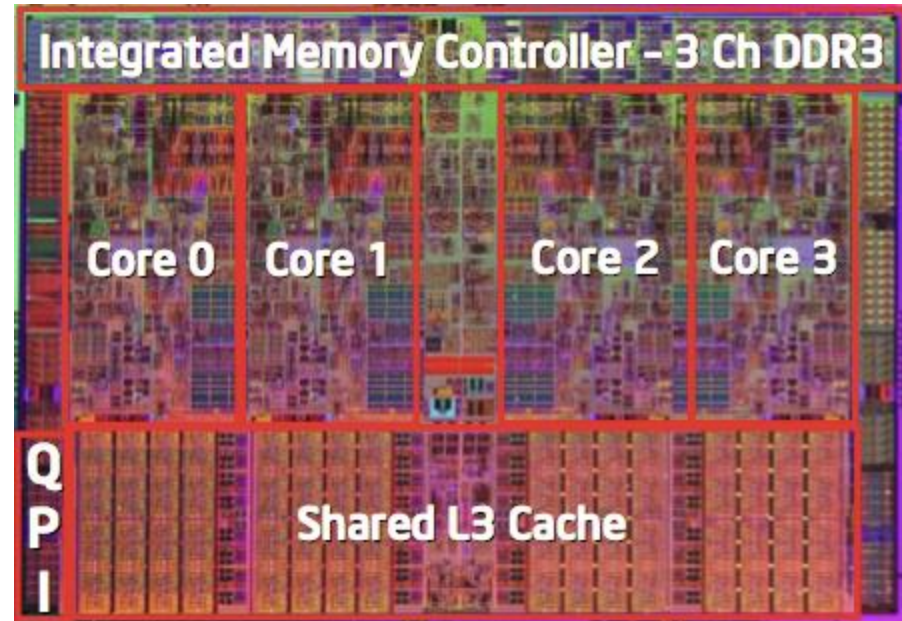 Integrated Memory Controller – 3 Ch DDR3
Core 0
Core 1
Core 2
Core 3
Q
P
I
Shared L3 Cache